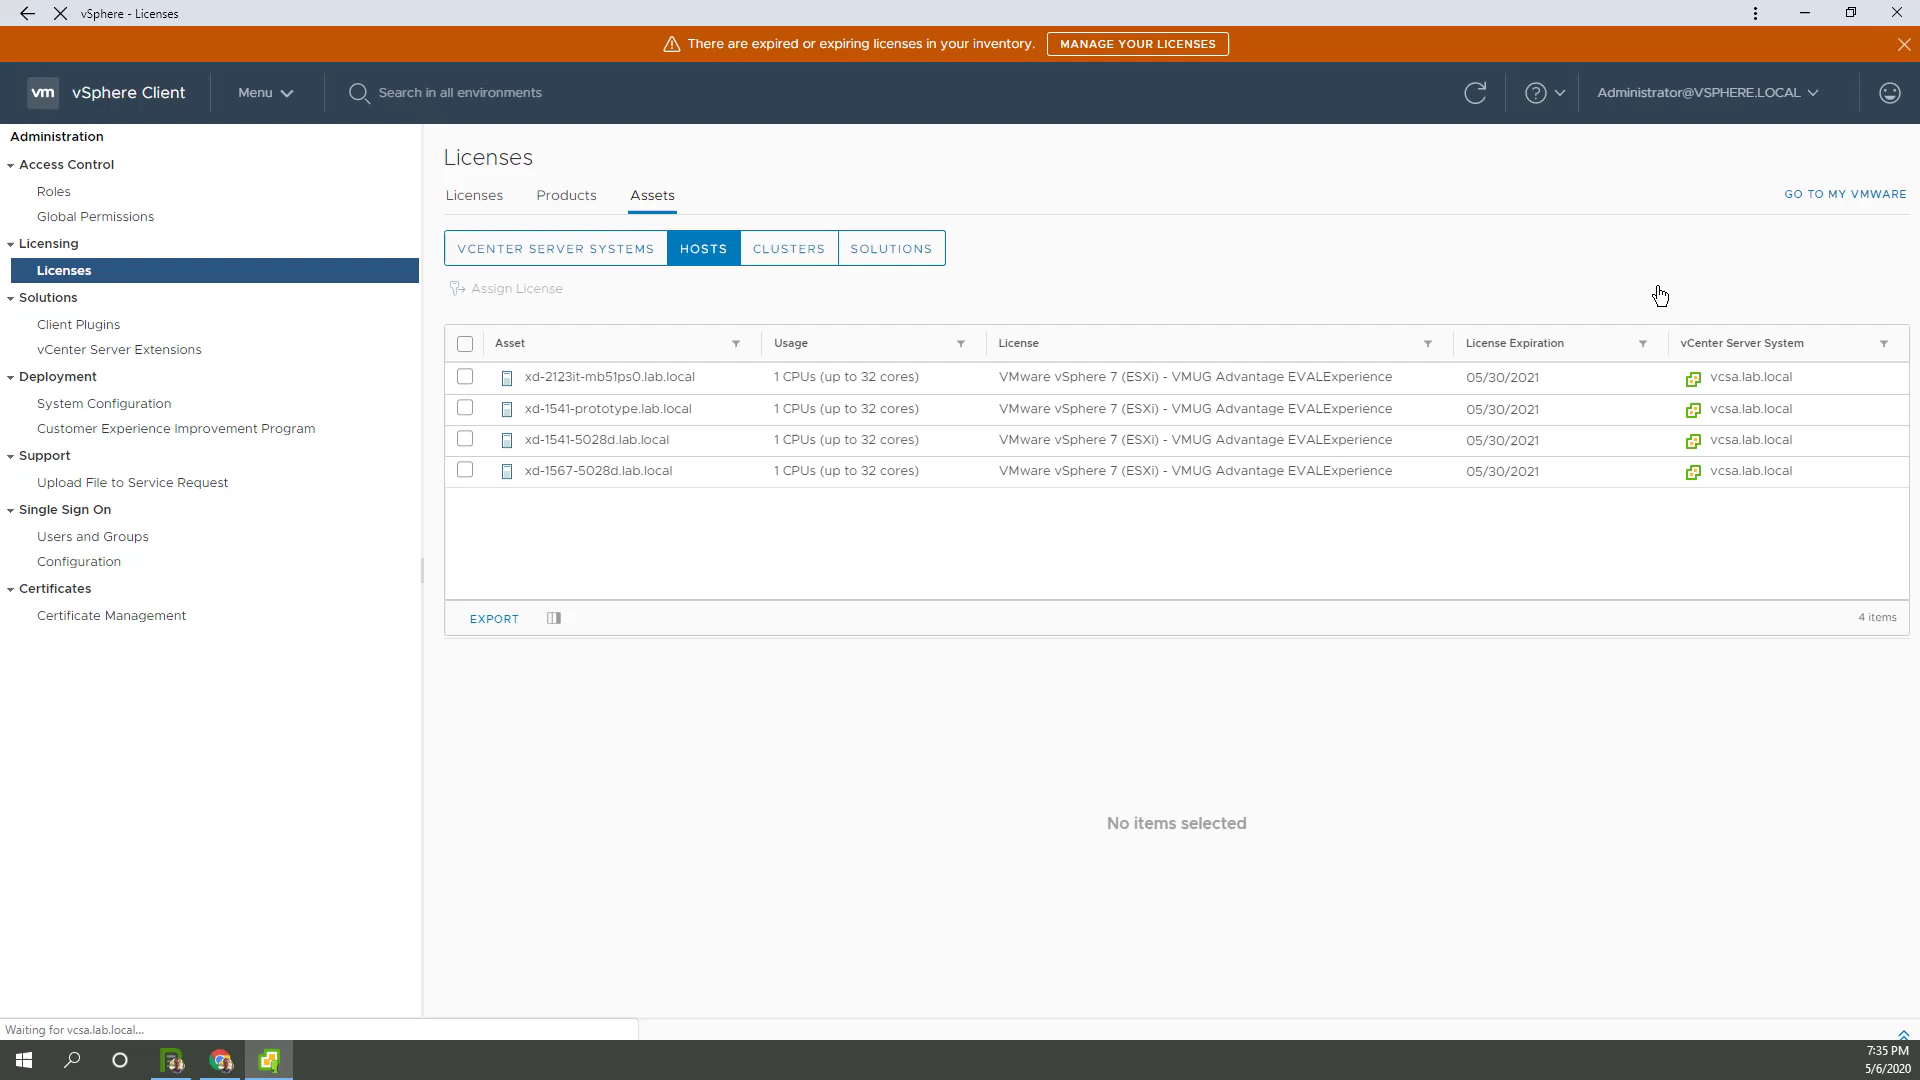 vSphere - Licenses
There are expired or expiring licenses in your inventory. MANAGE YOUR LICENSES
vm vSphere Client Menu Search in all environments Administrator@VSPHERE.LOCAL
Administration
Access Control
Roles
Global Permissions
Licensing
Licenses
Solutions
Client Plugins
vCenter Server Extensions
Deployment
System Configuration
Customer Experience Improvement Program
Support
Upload File to Service Request
Single Sign On
Users and Groups
Configuration
Certificates
Certificate Management
Licenses
Licenses Products Assets GO TO MY VMWARE
VCENTER SERVER SYSTEMS HOSTS CLUSTERS SOLUTIONS
Assign License
Asset Usage License License Expiration vCenter Server System
xd-2123it-mb51ps0.lab.local 1 CPUs (up to 32 cores) VMware vSphere 7 (ESXi) - VMUG Advantage EVALExperience 05/30/2021 vcsa.lab.local
xd-1541-prototype.lab.local 1 CPUs (up to 32 cores) VMware vSphere 7 (ESXi) - VMUG Advantage EVALExperience 05/30/2021 vcsa.lab.local
xd-1541-5028d.lab.local 1 CPUs (up to 32 cores) VMware vSphere 7 (ESXi) - VMUG Advantage EVALExperience 05/30/2021 vcsa.lab.local
xd-1567-5028d.lab.local 1 CPUs (up to 32 cores) VMware vSphere 7 (ESXi) - VMUG Advantage EVALExperience 05/30/2021 vcsa.lab.local
EXPORT 4 items
No items selected
Waiting for vcsa.lab.local...
7:35 PM
5/6/2020